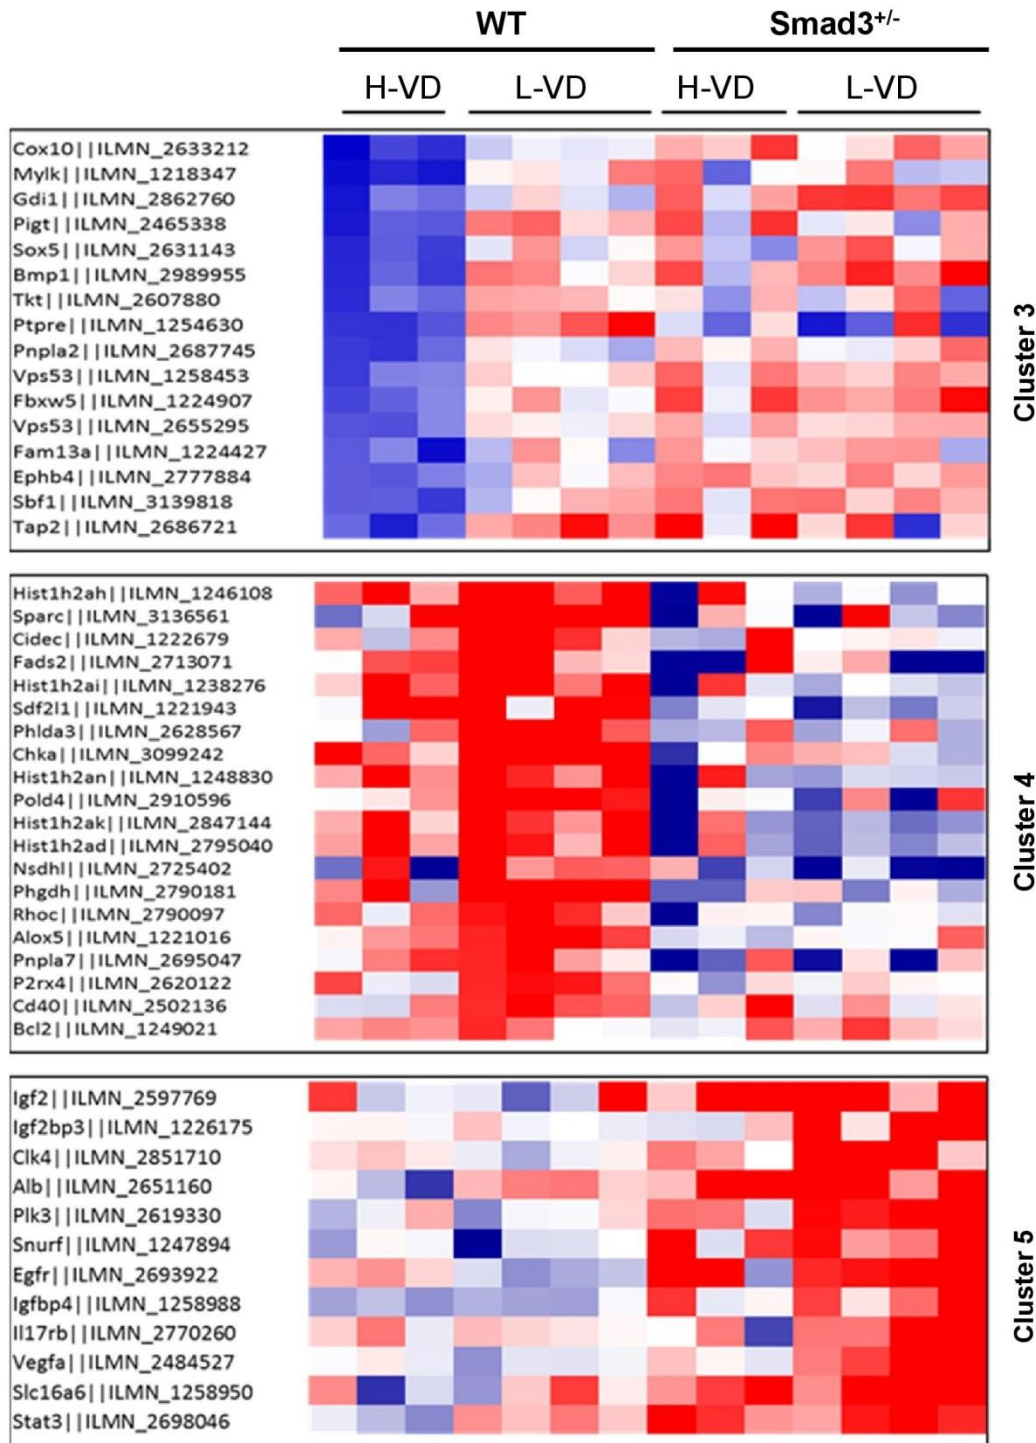 WT Smad3+/-
H-VD L-VD H-VD L-VD
Cox10||ILMN_2633212
Mylk||ILMN_1218347
Gdi1||ILMN_2862760
Pigt||ILMN_2465338
Sox5||ILMN_2631143
Bmp1||ILMN_2989955
Tkt||ILMN_2607880
Ptpre||ILMN_1254630
Pnpla2||ILMN_2687745
Vps53||ILMN_1258453
Fbxw5||ILMN_1224907
Vps53||ILMN_2655295
Fam13a||ILMN_1224427
Ephb4||ILMN_2777884
Sbf1||ILMN_3139818
Tap2||ILMN_2686721
Cluster 3
Hist1h2ah||ILMN_1246108
Sparc||ILMN_3136561
Cidec||ILMN_1222679
Fads2||ILMN_2713071
Hist1h2ai||ILMN_1238276
Sdf2l1||ILMN_1221943
Phlda3||ILMN_2628567
Chka||ILMN_3099242
Hist1h2an||ILMN_1248830
Pold4||ILMN_2910596
Hist1h2ak||ILMN_2847144
Hist1h2ad||ILMN_2795040
Nsdhl||ILMN_2725402
Phgdh||ILMN_2790181
Rhoc||ILMN_2790097
Alox5||ILMN_1221016
Pnpla7||ILMN_2695047
P2rx4||ILMN_2620122
Cd40||ILMN_2502136
Bcl2||ILMN_1249021
Cluster 4
Igf2||ILMN_2597769
Igf2bp3||ILMN_1226175
Clk4||ILMN_2851710
Alb||ILMN_2651160
Plk3||ILMN_2619330
Snurf||ILMN_1247894
Egfr||ILMN_2693922
Igfbp4||ILMN_1258988
Il17rb||ILMN_2770260
Vegfa||ILMN_2484527
Slc16a6||ILMN_1258950
Stat3||ILMN_2698046
Cluster 5